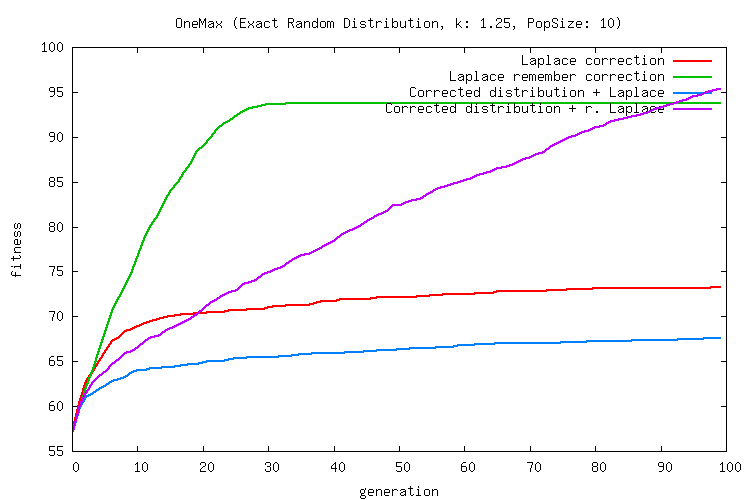 OneMax (Exact Random Distribution, k: 1.25, PopSize: 10)
100
Laplace correction
Laplace remember correction
95
Corrected distribution + Laplace
Corrected distribution + r. Laplace
90
85
80
fitness
75
70
65
60
55
0 10 20 30 40 50 60 70 80 90 100
generation